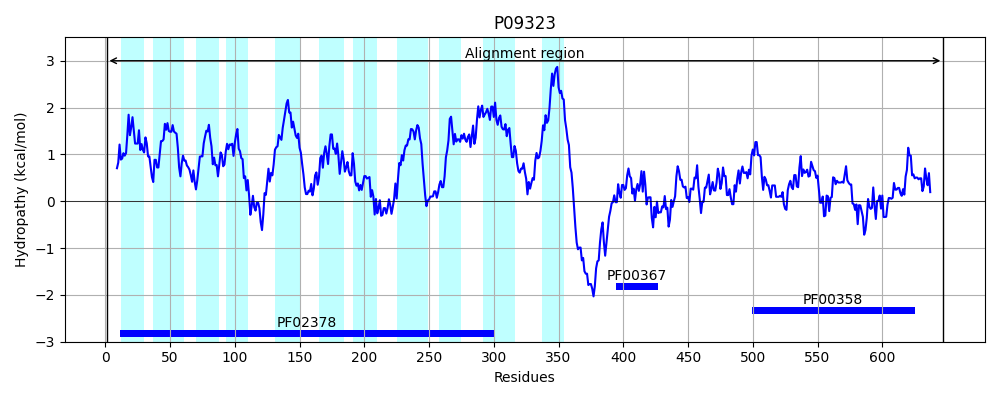 P09323
Alignment region
Hydropathy (kcal/mol)
3
2
1
0
−1
−2
−3
PF00367
PF00358
PF02378
0 50 100 150 200 250 300 350 400 450 500 550 600
Residues